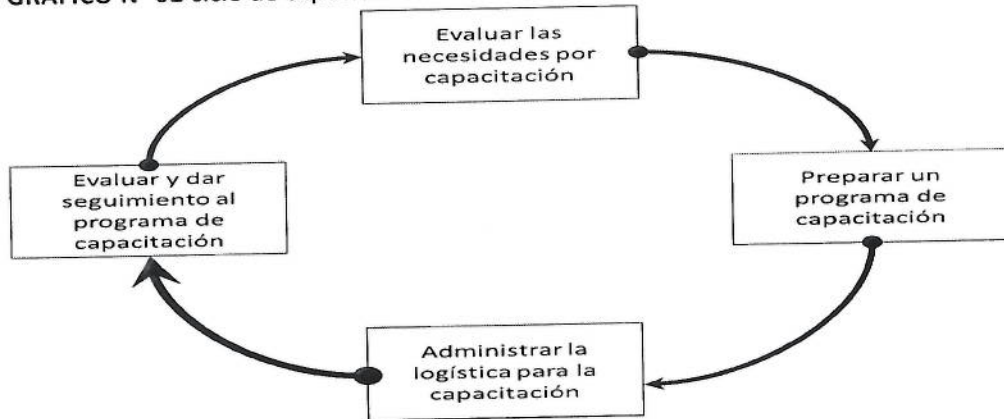 Evaluar las
necesidades por
capacitación
Preparar un
programa de
capacitación
Administrar la
logística para la
capacitación
Evaluar y dar
seguimiento al
programa de
capacitación